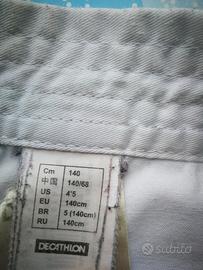 Cm 140
中国 140/68
US 4'5
EU 140cm
BR 5 (140cm)
RU 140cm
DECATHLON
subito